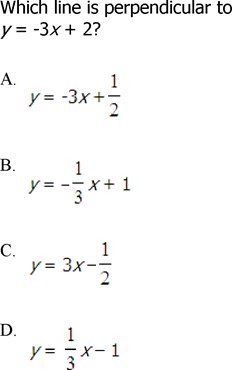 Which line is perpendicular to
y = -3x + 2?
A. y = -3x + 1/2
B. y = - 1/3 x + 1
C. y = 3x - 1/2
D. y = 1/3 x - 1